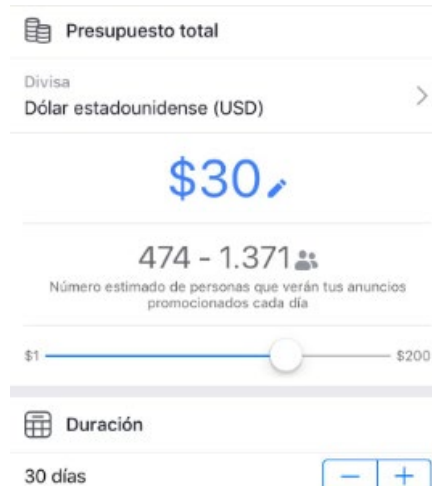 Presupuesto total
Divisa
Dólar estadounidense (USD)
$30
474 - 1.371
Número estimado de personas que verán tus anuncios
promocionados cada día
$1 $200
Duración
30 días − +